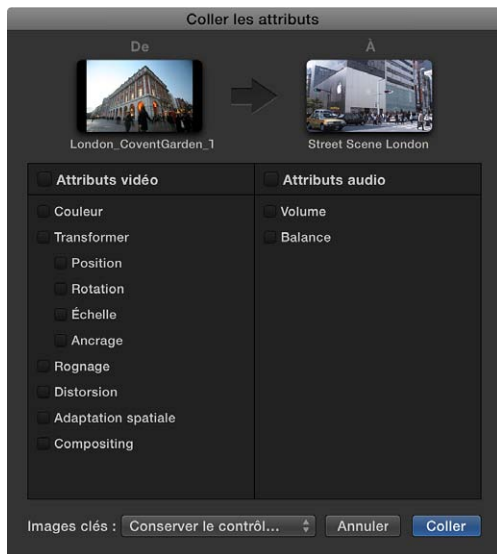 Coller les attributs
De
À
London_CoventGarden_1
Street Scene London
Attributs vidéo
Couleur
Transformer
Position
Rotation
Échelle
Ancrage
Rognage
Distorsion
Adaptation spatiale
Compositing
Attributs audio
Volume
Balance
Images clés : Conserver le contrôl... Annuler Coller